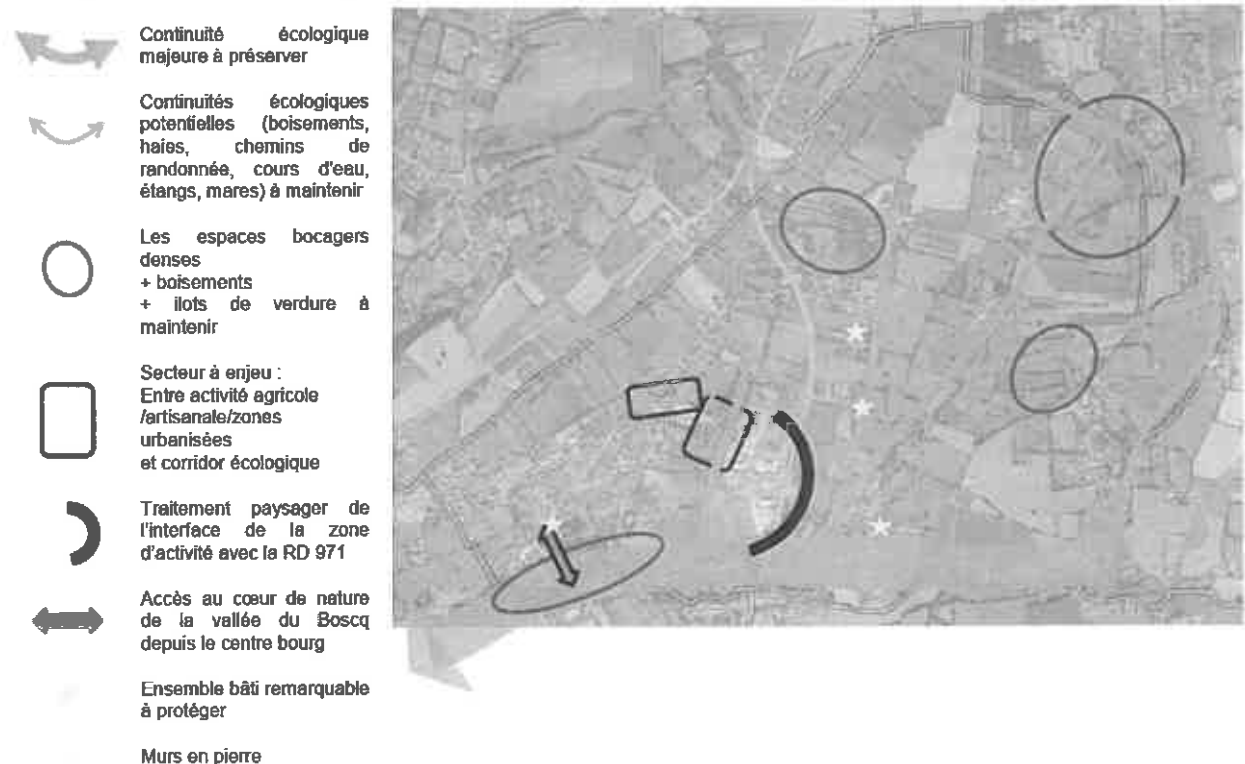 Continuité écologique
majeure à préserver
Continuités écologiques
potentielles (boisements,
haies, chemins de
randonnée, cours d'eau,
étangs, mares) à maintenir
Les espaces bocagers
denses
+ boisements
+ ilots de verdure à
maintenir
Secteur à enjeu :
Entre activité agricole
/artisanale/zones
urbanisées
et corridor écologique
Traitement paysager de
l'interface de la zone
d'activité avec la RD 971
Accès au cœur de nature
de la vallée du Boscq
depuis le centre bourg
Ensemble bâti remarquable
à protéger
Murs en pierre